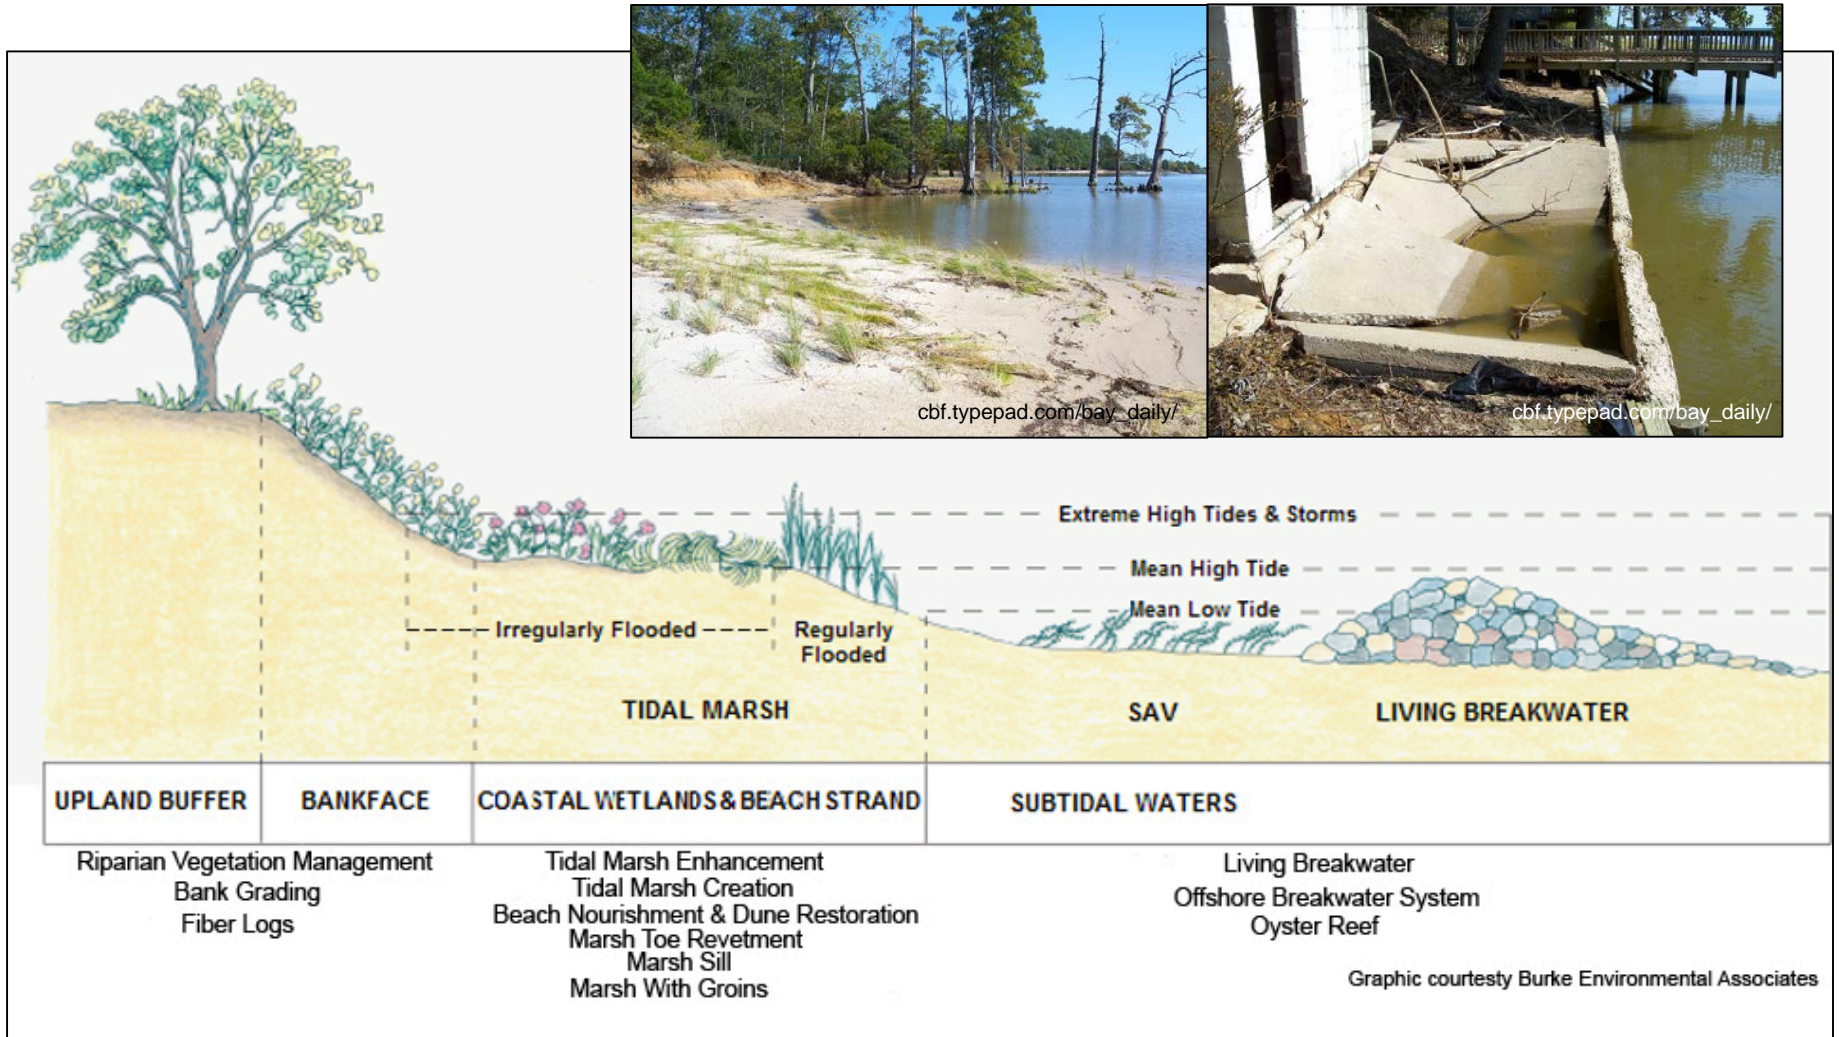 cbf.typepad.com/bay_daily/
cbf.typepad.com/bay_daily/
Extreme High Tides & Storms
Mean High Tide
Mean Low Tide
Irregularly Flooded
Regularly
Flooded
TIDAL MARSH
SAV
LIVING BREAKWATER
UPLAND BUFFER
BANKFACE
COASTAL WETLANDS & BEACH STRAND
SUBTIDAL WATERS
Riparian Vegetation Management
Bank Grading
Fiber Logs
Tidal Marsh Enhancement
Tidal Marsh Creation
Beach Nourishment & Dune Restoration
Marsh Toe Revetment
Marsh Sill
Marsh With Groins
Living Breakwater
Offshore Breakwater System
Oyster Reef
Graphic courtesty Burke Environmental Associates